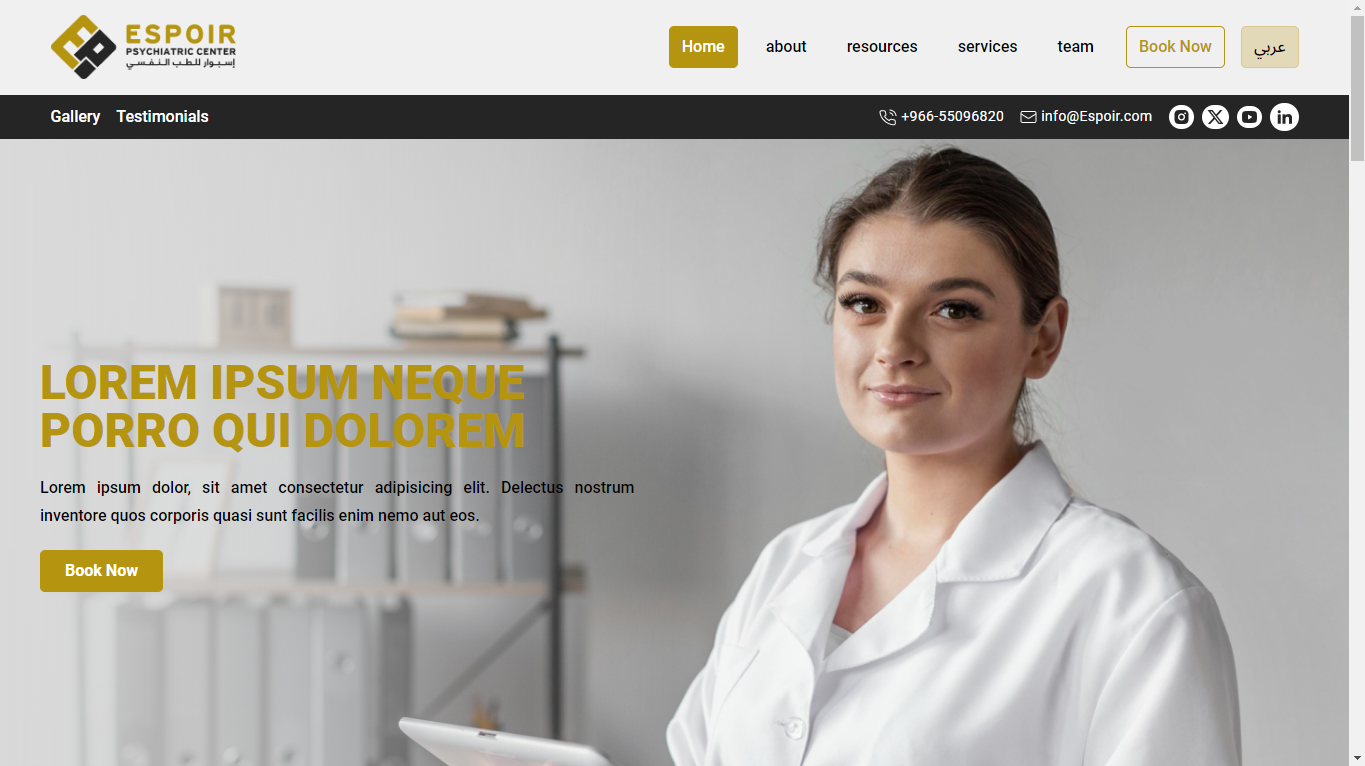 ESPOIR
PSYCHIATRIC CENTER
إسبوار للطب النفسي
Home about resources services team Book Now عربي
Gallery Testimonials +966-55096820 info@Espoir.com
LOREM IPSUM NEQUE
PORRO QUI DOLOREM
Lorem ipsum dolor, sit amet consectetur adipisicing elit. Delectus nostrum
inventore quos corporis quasi sunt facilis enim nemo aut eos.
Book Now